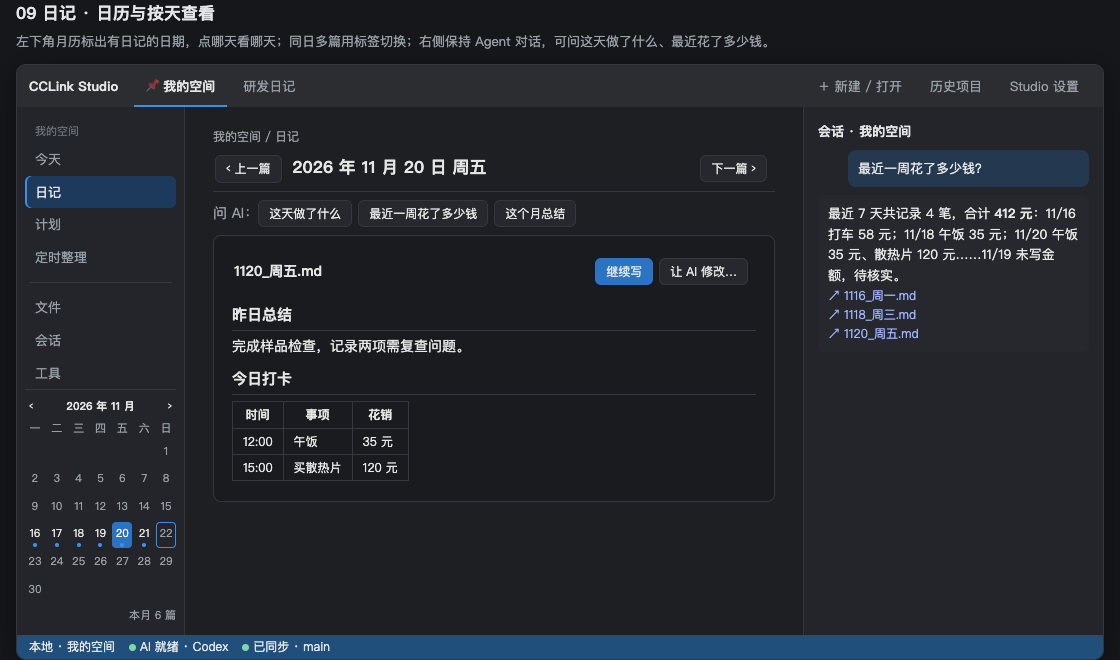 09 日记 · 日历与按天查看
左下角月历标出有日记的日期，点哪天看哪天；同日多篇用标签切换；右侧保持 Agent 对话，可问这天做了什么、最近花了多少钱。
CCLink Studio
我的空间
研发日记
+ 新建 / 打开
历史项目
Studio 设置
我的空间
今天
日记
计划
定时整理
文件
会话
工具
‹ 2026 年 11 月 ›
一 二 三 四 五 六 日
1
2 3 4 5 6 7 8
9 10 11 12 13 14 15
16 17 18 19 20 21 22
23 24 25 26 27 28 29
30
本月 6 篇
我的空间 / 日记
‹ 上一篇
2026 年 11 月 20 日 周五
下一篇 ›
问 AI：
这天做了什么
最近一周花了多少钱
这个月总结
1120_周五.md
继续写
让 AI 修改…
昨日总结
完成样品检查，记录两项需复查问题。
今日打卡
时间 事项 花销
12:00 午饭 35 元
15:00 买散热片 120 元
会话 · 我的空间
最近一周花了多少钱？
最近 7 天共记录 4 笔，合计 412 元：11/16
打车 58 元；11/18 午饭 35 元；11/20 午饭
35 元、散热片 120 元……11/19 未写金
额，待核实。
↗ 1116_周一.md
↗ 1118_周三.md
↗ 1120_周五.md
本地 · 我的空间
AI 就绪 · Codex
已同步 · main